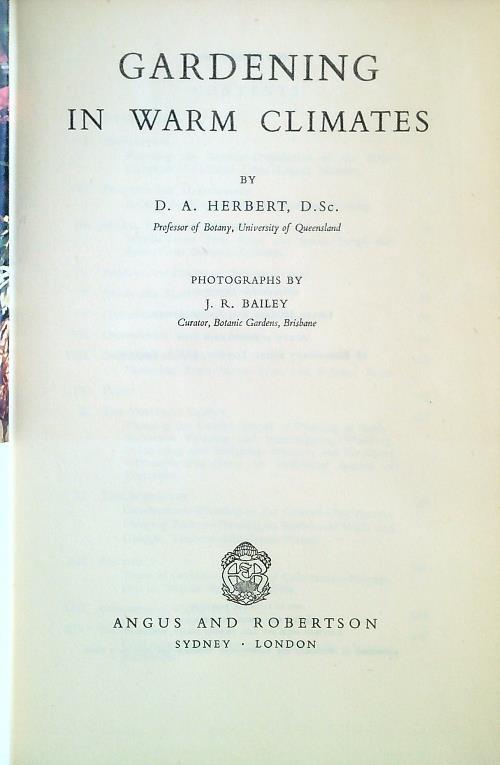 GARDENING
IN WARM CLIMATES
BY
D. A. HERBERT, D.Sc.
Professor of Botany, University of Queensland
PHOTOGRAPHS BY
J. R. BAILEY
Curator, Botanic Gardens, Brisbane
ANGUS AND ROBERTSON
SYDNEY · LONDON